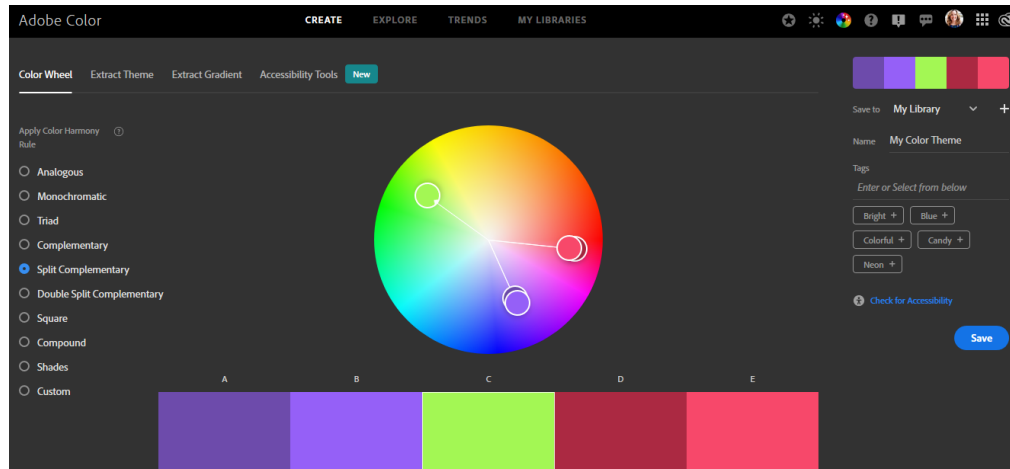 Adobe Color
CREATE EXPLORE TRENDS MY LIBRARIES
Color Wheel Extract Theme Extract Gradient Accessibility Tools New
Apply Color Harmony
Rule
Analogous
Monochromatic
Triad
Complementary
Split Complementary
Double Split Complementary
Square
Compound
Shades
Custom
A B C D E
Save to My Library +
Name My Color Theme
Tags
Enter or Select from below
Bright + Blue +
Colorful + Candy +
Neon +
Check for Accessibility
Save